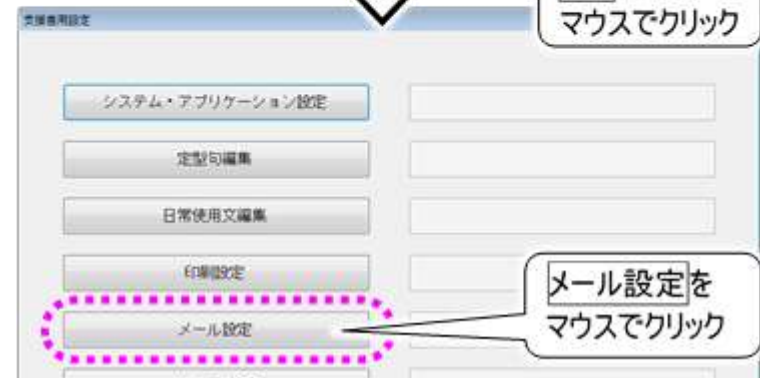 マウスでクリック
支援者用設定
システム・アプリケーション設定
定型句編集
日常使用文編集
印刷設定
メール設定
メール設定を
マウスでクリック